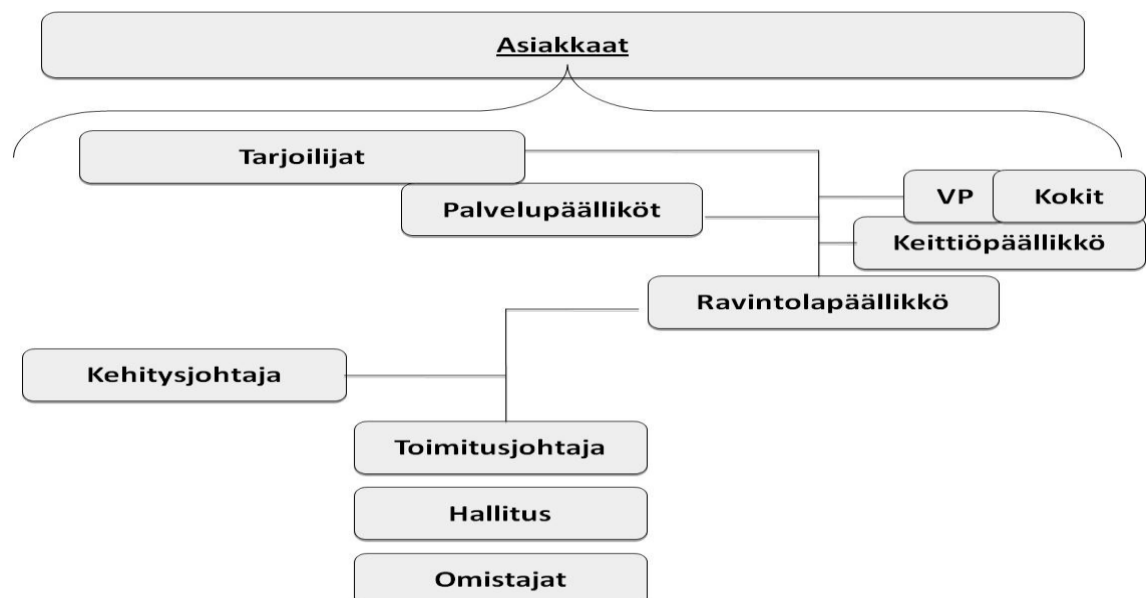 Asiakkaat
Tarjoilijat
VP
Kokit
Palvelupäälliköt
Keittiöpäällikkö
Ravintolapäällikkö
Kehitysjohtaja
Toimitusjohtaja
Hallitus
Omistajat